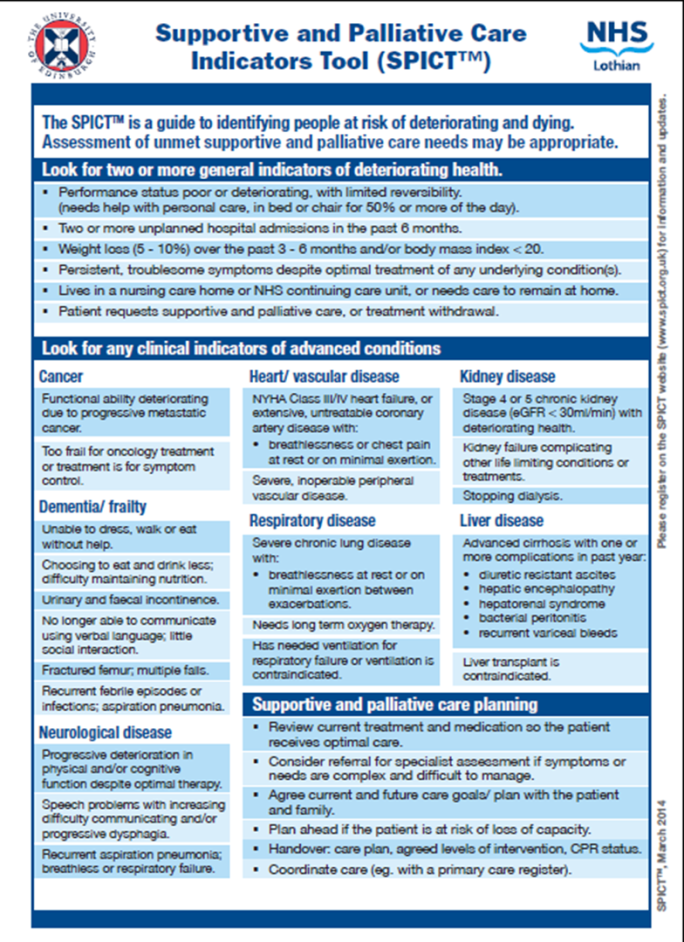 THE UNIVERSITY OF EDINBURGH
Supportive and Palliative Care
Indicators Tool (SPICT™)
NHS
Lothian
The SPICT™ is a guide to identifying people at risk of deteriorating and dying.
Assessment of unmet supportive and palliative care needs may be appropriate.
Look for two or more general indicators of deteriorating health.
▪ Performance status poor or deteriorating, with limited reversibility.
(needs help with personal care, in bed or chair for 50% or more of the day).
▪ Two or more unplanned hospital admissions in the past 6 months.
▪ Weight loss (5 - 10%) over the past 3 - 6 months and/or body mass index < 20.
▪ Persistent, troublesome symptoms despite optimal treatment of any underlying condition(s).
▪ Lives in a nursing care home or NHS continuing care unit, or needs care to remain at home.
▪ Patient requests supportive and palliative care, or treatment withdrawal.
Look for any clinical indicators of advanced conditions
Cancer
Functional ability deteriorating
due to progressive metastatic
cancer.
Too frail for oncology treatment
or treatment is for symptom
control.
Dementia/ frailty
Unable to dress, walk or eat
without help.
Choosing to eat and drink less;
difficulty maintaining nutrition.
Urinary and faecal incontinence.
No longer able to communicate
using verbal language; little
social interaction.
Fractured femur; multiple falls.
Recurrent febrile episodes or
infections; aspiration pneumonia.
Neurological disease
Progressive deterioration in
physical and/or cognitive
function despite optimal therapy.
Speech problems with increasing
difficulty communicating and/or
progressive dysphagia.
Recurrent aspiration pneumonia;
breathless or respiratory failure.
Heart/ vascular disease
NYHA Class III/IV heart failure, or
extensive, untreatable coronary
artery disease with:
• breathlessness or chest pain
at rest or on minimal exertion.
Severe, inoperable peripheral
vascular disease.
Respiratory disease
Severe chronic lung disease
with:
• breathlessness at rest or on
minimal exertion between
exacerbations.
Needs long term oxygen therapy.
Has needed ventilation for
respiratory failure or ventilation is
contraindicated.
Kidney disease
Stage 4 or 5 chronic kidney
disease (eGFR < 30ml/min) with
deteriorating health.
Kidney failure complicating
other life limiting conditions or
treatments.
Stopping dialysis.
Liver disease
Advanced cirrhosis with one or
more complications in past year:
• diuretic resistant ascites
• hepatic encephalopathy
• hepatorenal syndrome
• bacterial peritonitis
• recurrent variceal bleeds
Liver transplant is
contraindicated.
Supportive and palliative care planning
▪ Review current treatment and medication so the patient
receives optimal care.
▪ Consider referral for specialist assessment if symptoms or
needs are complex and difficult to manage.
▪ Agree current and future care goals/ plan with the patient
and family.
▪ Plan ahead if the patient is at risk of loss of capacity.
▪ Handover: care plan, agreed levels of intervention, CPR status.
▪ Coordinate care (eg. with a primary care register).
Please register on the SPICT website (www.spict.org.uk) for information and updates.
SPICT™, March 2014